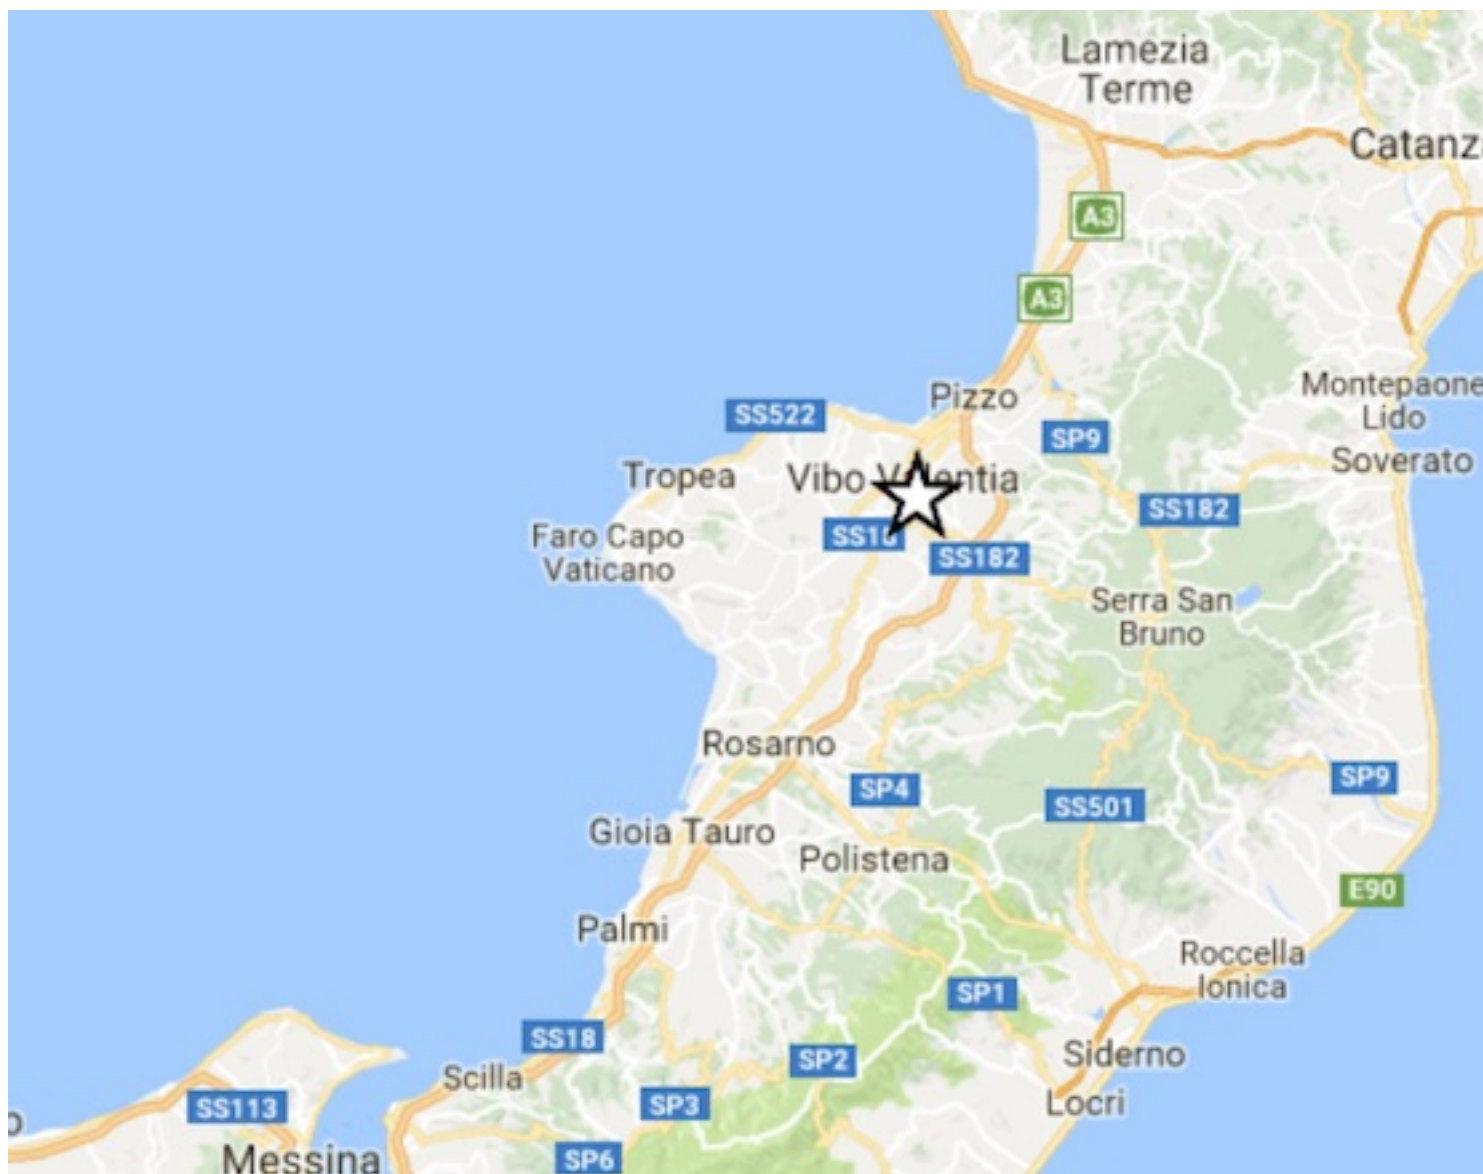 Lamezia
Terme
Catanz
A3
A3
Montepaone
Lido
Pizzo
SS522
SP9
Soverato
Tropea
Vibo Valentia
SS182
Faro Capo
Vaticano
SS18
SS182
Serra San
Bruno
Rosarno
SP4
SP9
SS501
Gioia Tauro
Polistena
E90
Palmi
Roccella
Ionica
SP1
SS18
SP2
Siderno
Scilla
SS113
SP3
Locri
o
Messina
SP6